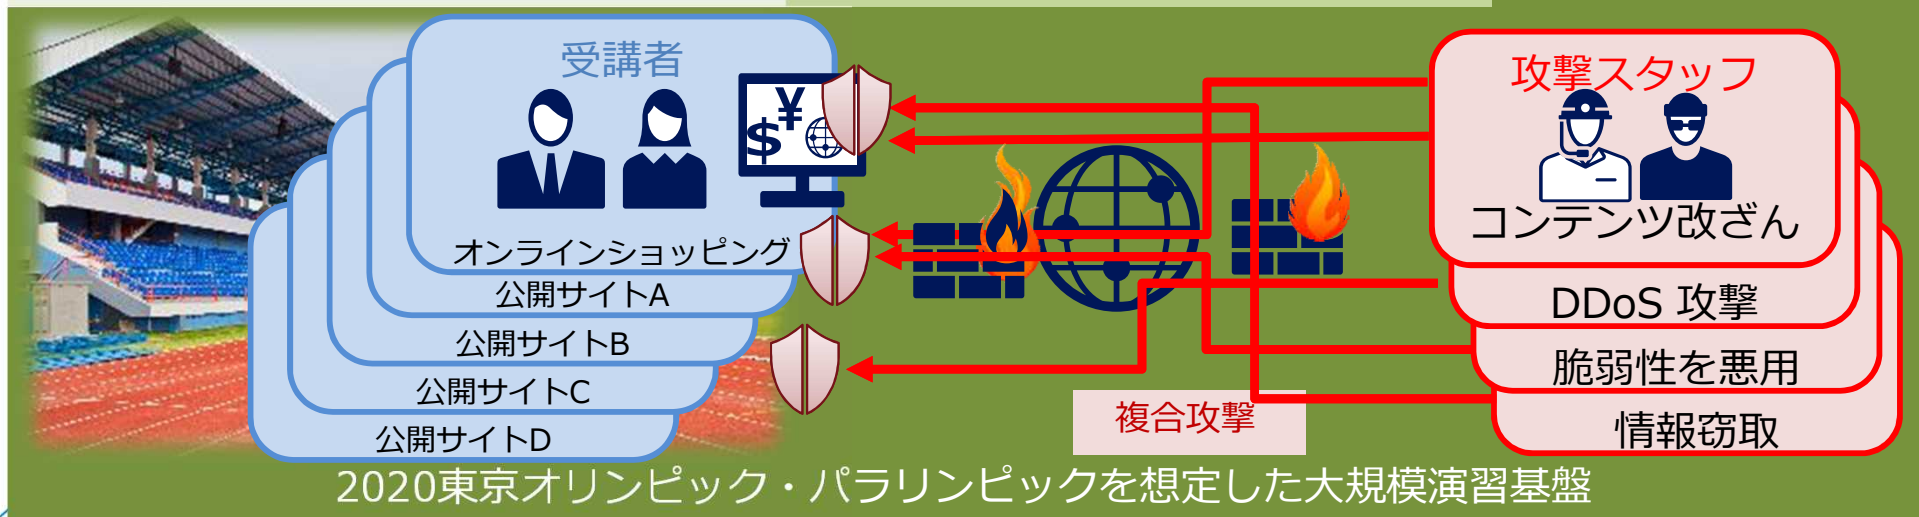 受講者
¥
$
オンラインショッピング
公開サイトA
公開サイトB
公開サイトC
公開サイトD
攻撃スタッフ
コンテンツ改ざん
DDoS 攻撃
脆弱性を悪用
情報窃取
複合攻撃
2020東京オリンピック・パラリンピックを想定した大規模演習基盤